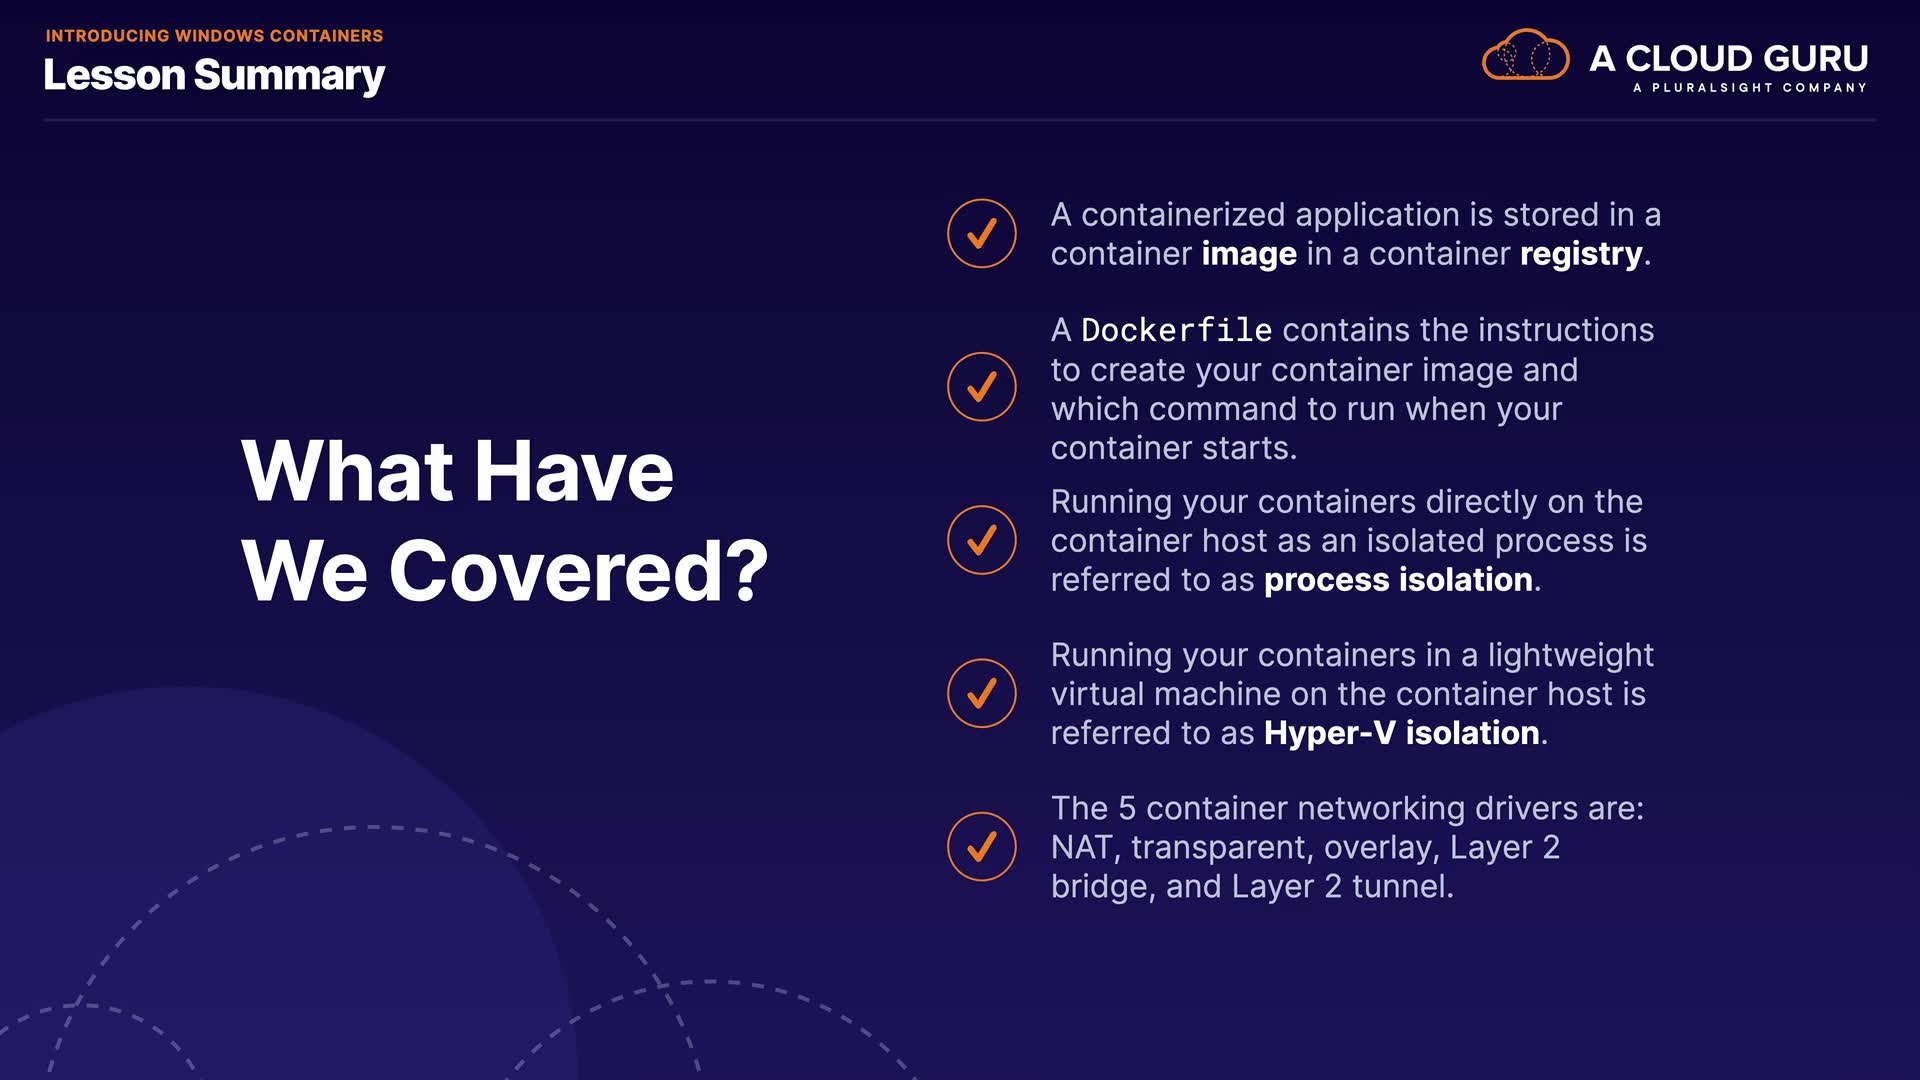 INTRODUCING WINDOWS CONTAINERS
Lesson Summary
A CLOUD GURU
A PLURALSIGHT COMPANY
What Have
We Covered?
A containerized application is stored in a
container image in a container registry.
A Dockerfile contains the instructions
to create your container image and
which command to run when your
container starts.
Running your containers directly on the
container host as an isolated process is
referred to as process isolation.
Running your containers in a lightweight
virtual machine on the container host is
referred to as Hyper-V isolation.
The 5 container networking drivers are:
NAT, transparent, overlay, Layer 2
bridge, and Layer 2 tunnel.